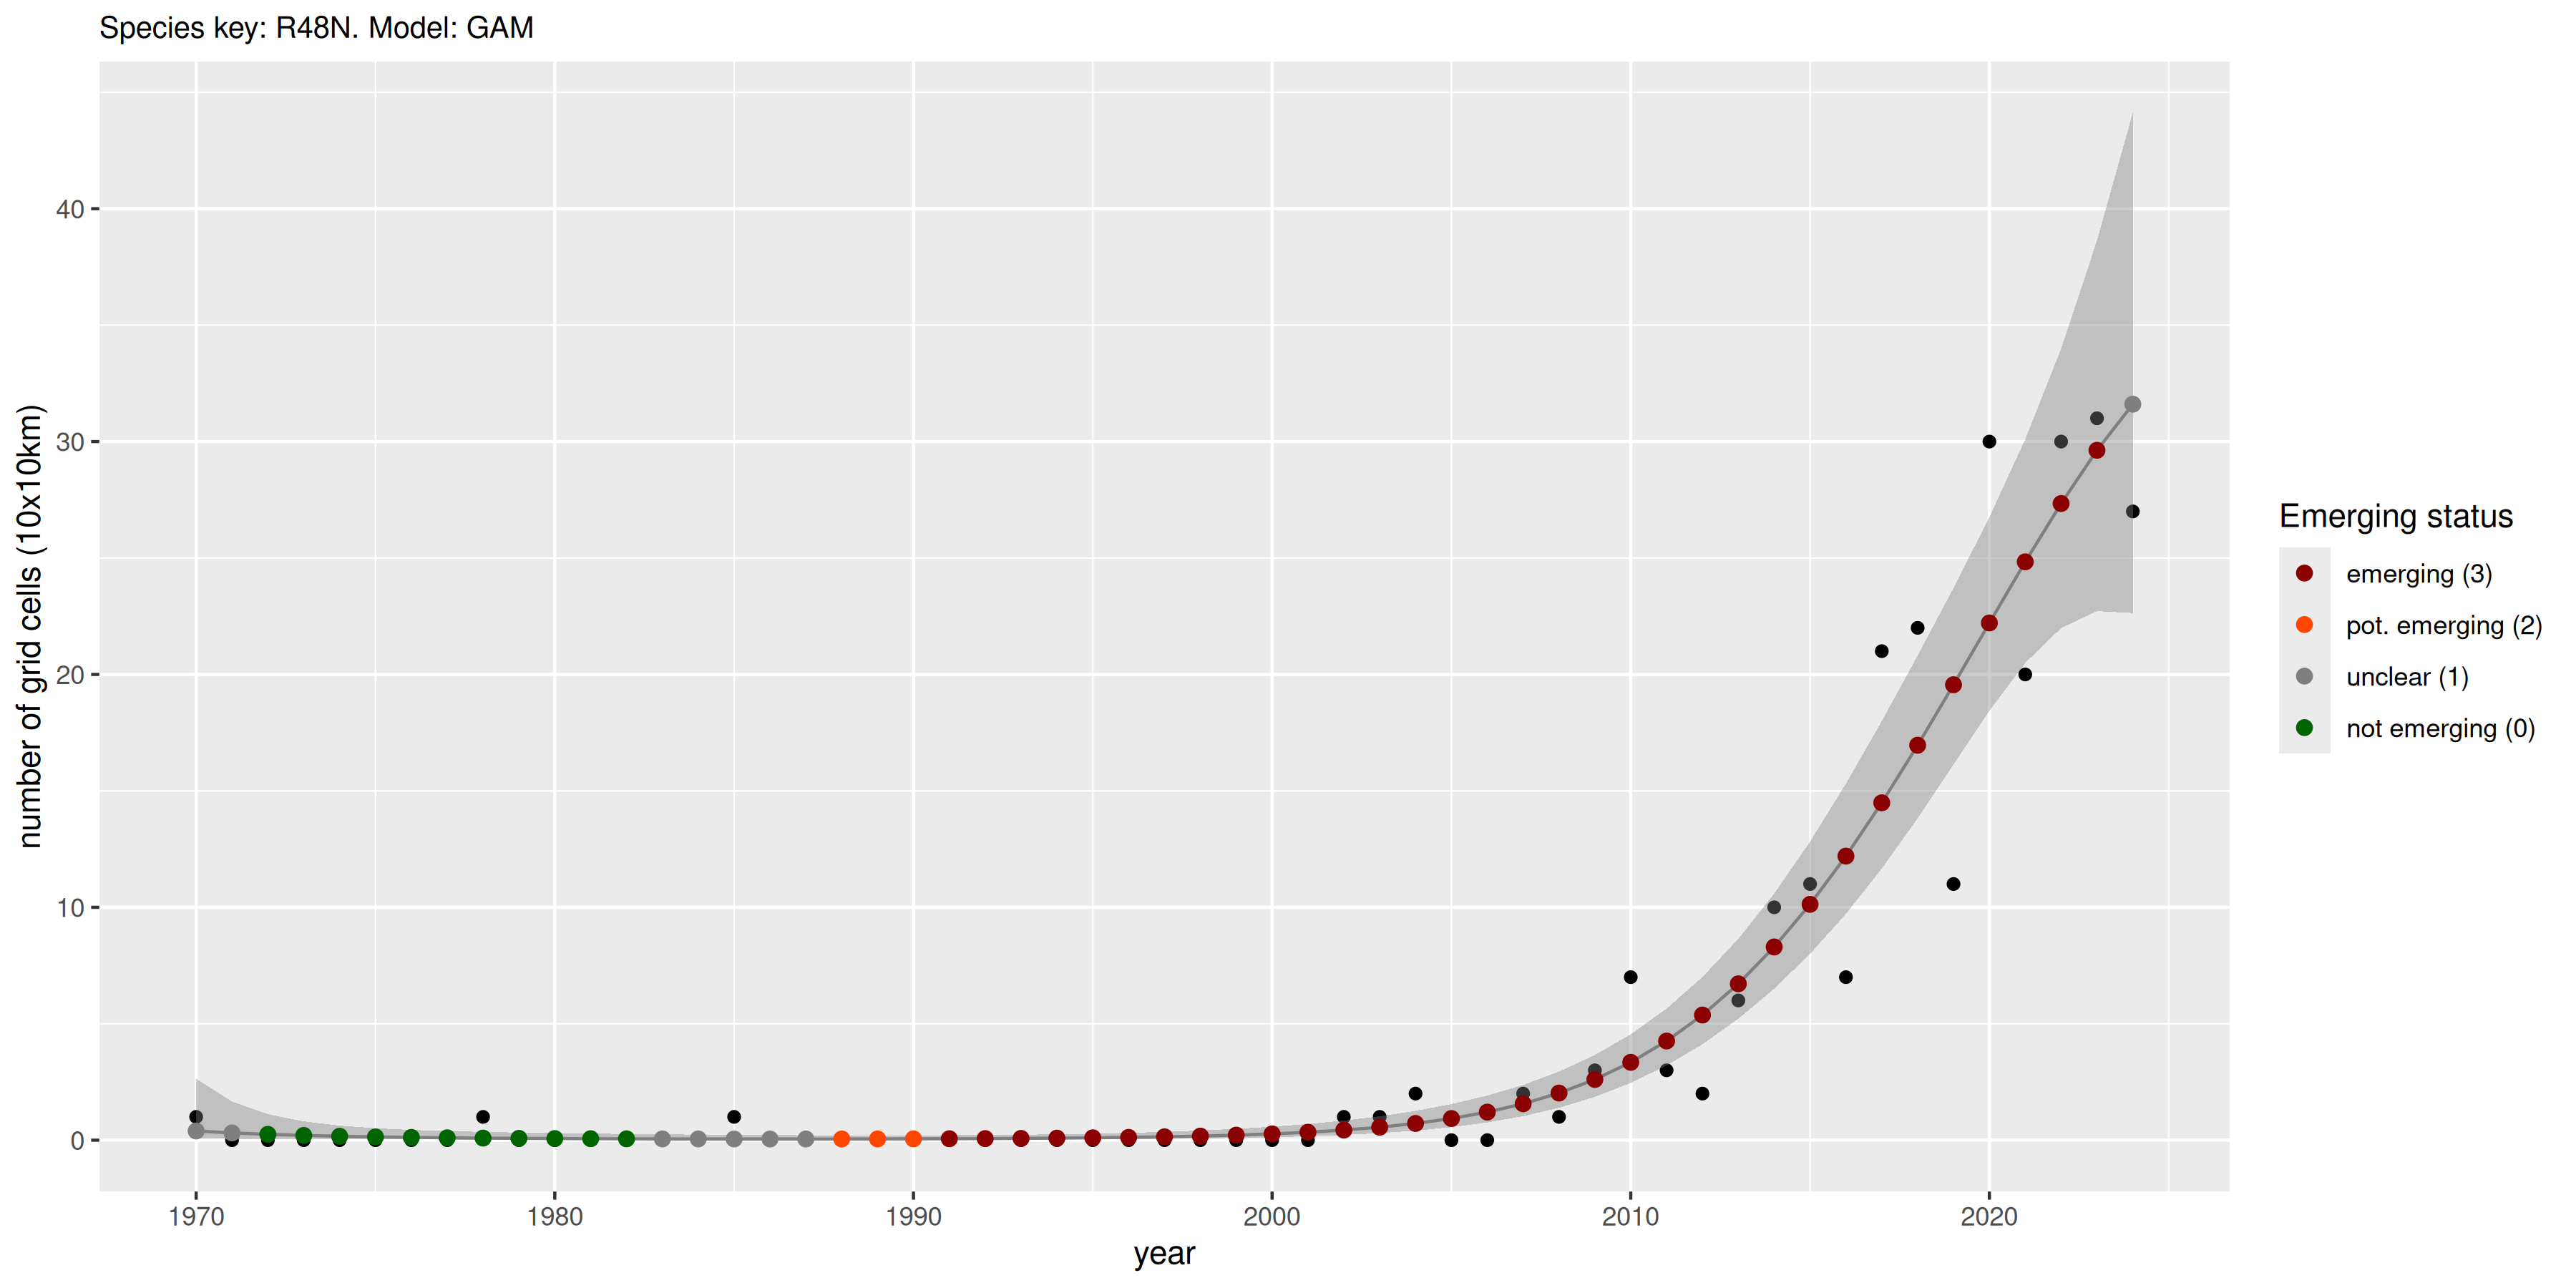 Species key: R48N. Model: GAM
number of grid cells (10x10km)
40
30
20
10
0
1970 1980 1990 2000 2010 2020
year
Emerging status
emerging (3)
pot. emerging (2)
unclear (1)
not emerging (0)